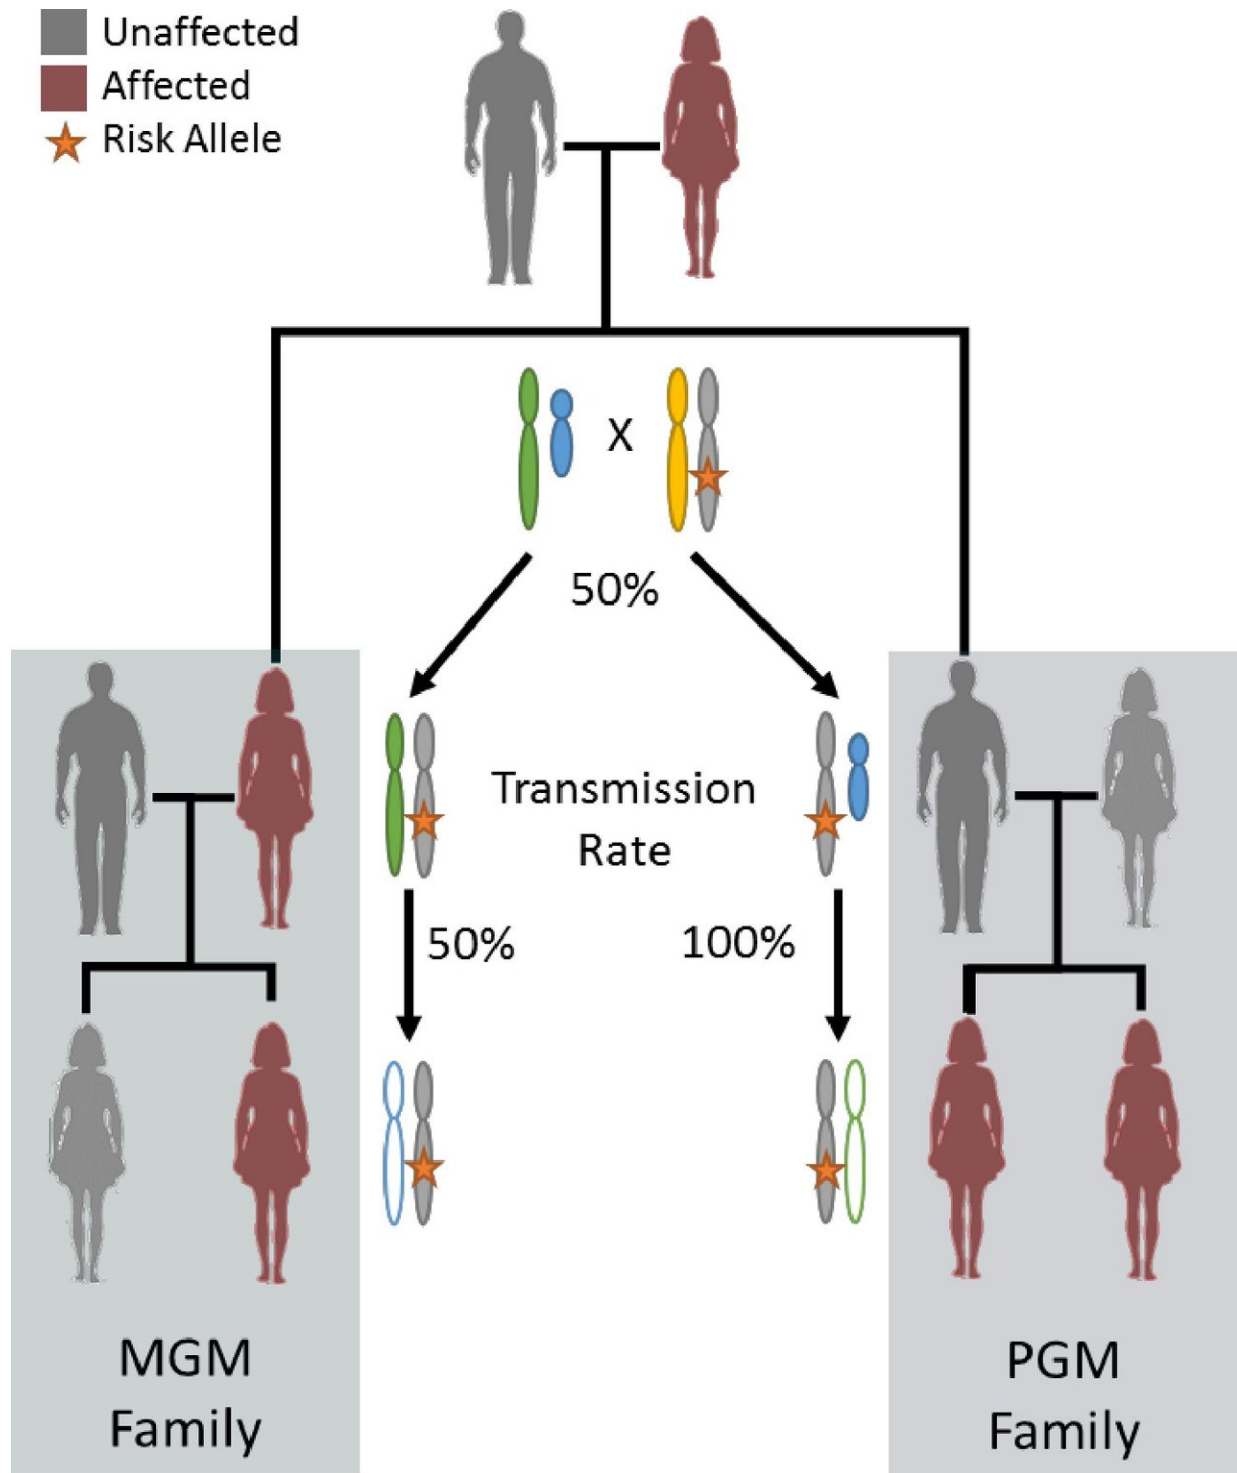 Unaffected
Affected
Risk Allele
X
50%
Transmission
Rate
50%
100%
MGM
Family
PGM
Family